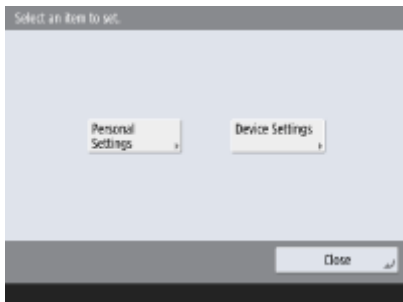 Select an item to set.
Personal
Settings
Device Settings
Close